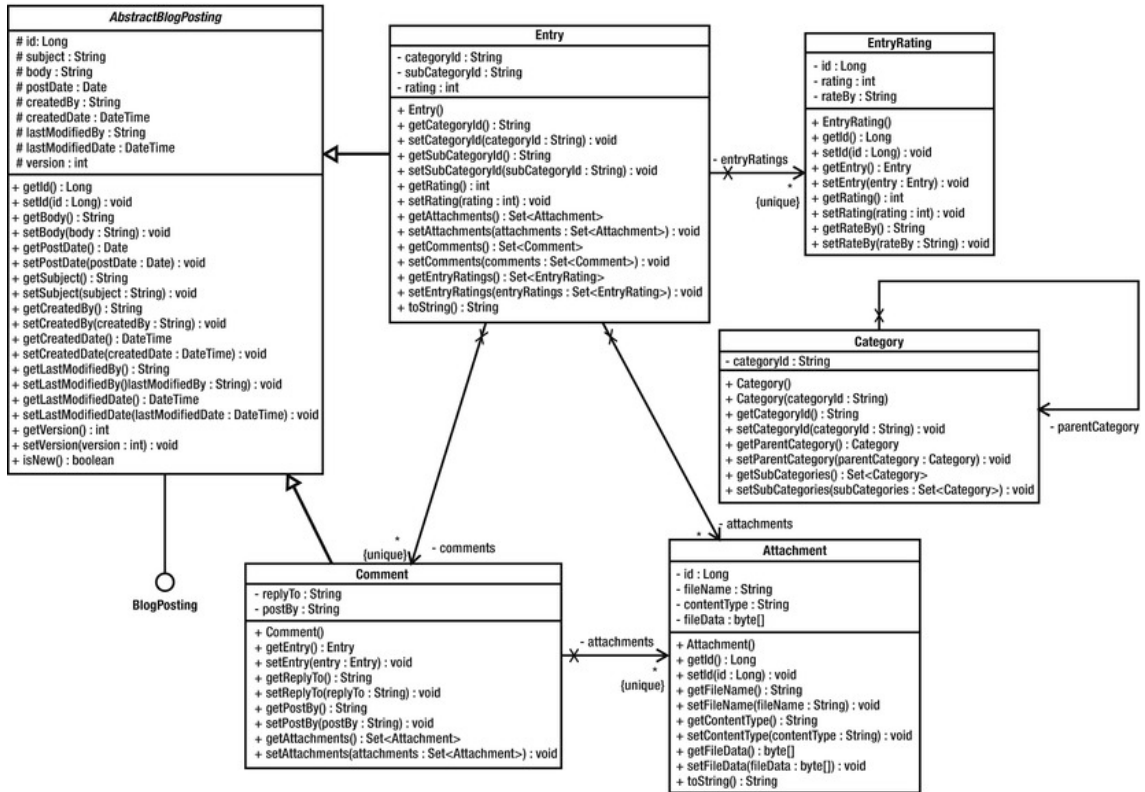 AbstractBlogPosting
# id: Long
# subject : String
# body : String
# postDate : Date
# createdBy : String
# createdDate : DateTime
# lastModifiedBy : String
# lastModifiedDate : DateTime
# version : int
+ getId() : Long
+ setId(id : Long) : void
+ getBody() : String
+ setBody(body : String) : void
+ getPostDate() : Date
+ setPostDate(postDate : Date) : void
+ getSubject() : String
+ setSubject(subject : String) : void
+ getCreatedBy() : String
+ setCreatedBy(createdBy : String) : void
+ getCreatedDate() : DateTime
+ setCreatedDate(createdDate : DateTime) : void
+ getLastModifiedBy() : String
+ setLastModifiedBy()lastModifiedBy : String) : void
+ getLastModifiedDate() : DateTime
+ setLastModifiedDate(lastModifiedDate : DateTime) : void
+ getVersion() : int
+ setVersion(version : int) : void
+ isNew() : boolean
BlogPosting
Entry
- categoryId : String
- subCategoryId : String
- rating : int
+ Entry()
+ getCategoryId() : String
+ setCategoryId(categoryId : String) : void
+ getSubCategoryId() : String
+ setSubCategoryId(subCategoryId : String) : void
+ getRating() : int
+ setRating(rating : int) : void
+ getAttachments() : Set<Attachment>
+ setAttachments(attachments : Set<Attachment>) : void
+ getComments() : Set<Comment>
+ setComments(comments : Set<Comment>) : void
+ getEntryRatings() : Set<EntryRating>
+ setEntryRatings(entryRatings : Set<EntryRating>) : void
+ toString() : String
- entryRatings
*
{unique}
EntryRating
- id : Long
- rating : int
- rateBy : String
+ EntryRating()
+ getId() : Long
+ setId(id : Long) : void
+ getEntry() : Entry
+ setEntry(entry : Entry) : void
+ getRating() : int
+ setRating(rating : int) : void
+ getRateBy() : String
+ setRateBy(rateBy : String) : void
Category
- categoryId : String
+ Category()
+ Category(categoryId : String)
+ getCategoryId() : String
+ setCategoryId(categoryId : String) : void
+ getParentCategory() : Category
+ setParentCategory(parentCategory : Category) : void
+ getSubCategories() : Set<Category>
+ setSubCategories(subCategories : Set<Category>) : void
- parentCategory
*
{unique}
- comments
* - attachments
Comment
- replyTo : String
- postBy : String
+ Comment()
+ getEntry() : Entry
+ setEntry(entry : Entry) : void
+ getReplyTo() : String
+ setReplyTo(replyTo : String) : void
+ getPostBy() : String
+ setPostBy(postBy : String) : void
+ getAttachments() : Set<Attachment>
+ setAttachments(attachments : Set<Attachment>) : void
- attachments
*
{unique}
Attachment
- id : Long
- fileName : String
- contentType : String
- fileData : byte[]
+ Attachment()
+ getId() : Long
+ setId(id : Long) : void
+ getFileName() : String
+ setFileName(fileName : String) : void
+ getContentType() : String
+ setContentType(contentType : String) : void
+ getFileData() : byte[]
+ setFileData(fileData : byte[]) : void
+ toString() : String